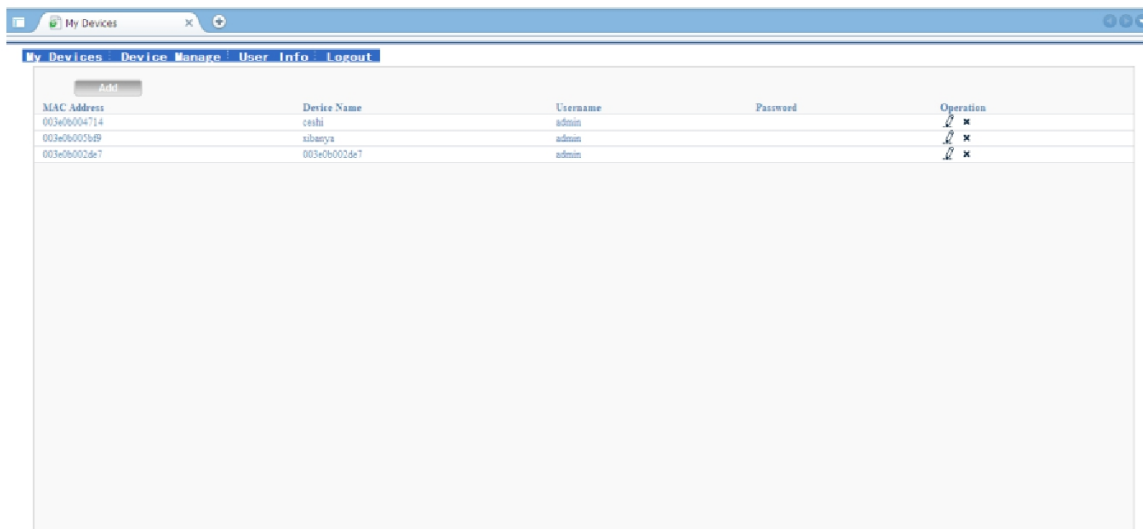 My Devices
My Devices Device Manage User Info Logout
Add
MAC Address Device Name Username Password Operation
003e0b004714 ceshi admin
003e0b005bf9 admin
003e0b002de7 003e0b002de7 admin